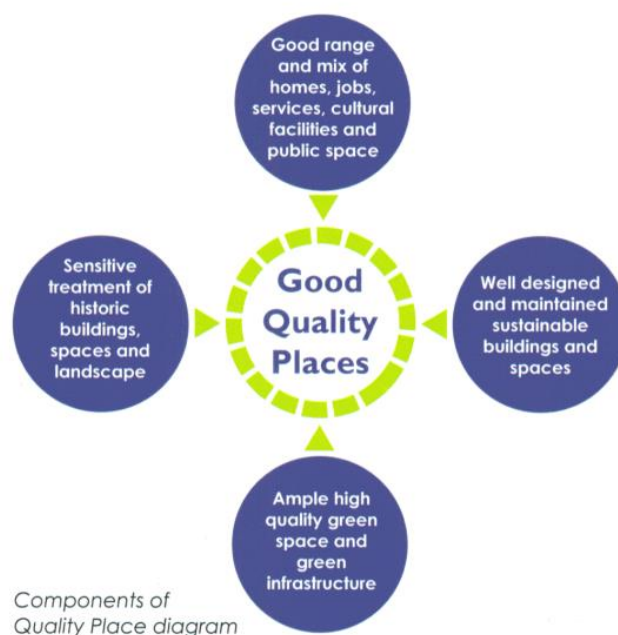 Good range
and mix of
homes, jobs,
services, cultural
facilities and
public space
Sensitive
treatment of
historic
buildings,
spaces and
landscape
Good
Quality
Places
Well designed
and maintained
sustainable
buildings and
spaces
Ample high
quality green
space and
green
infrastructure
Components of
Quality Place diagram